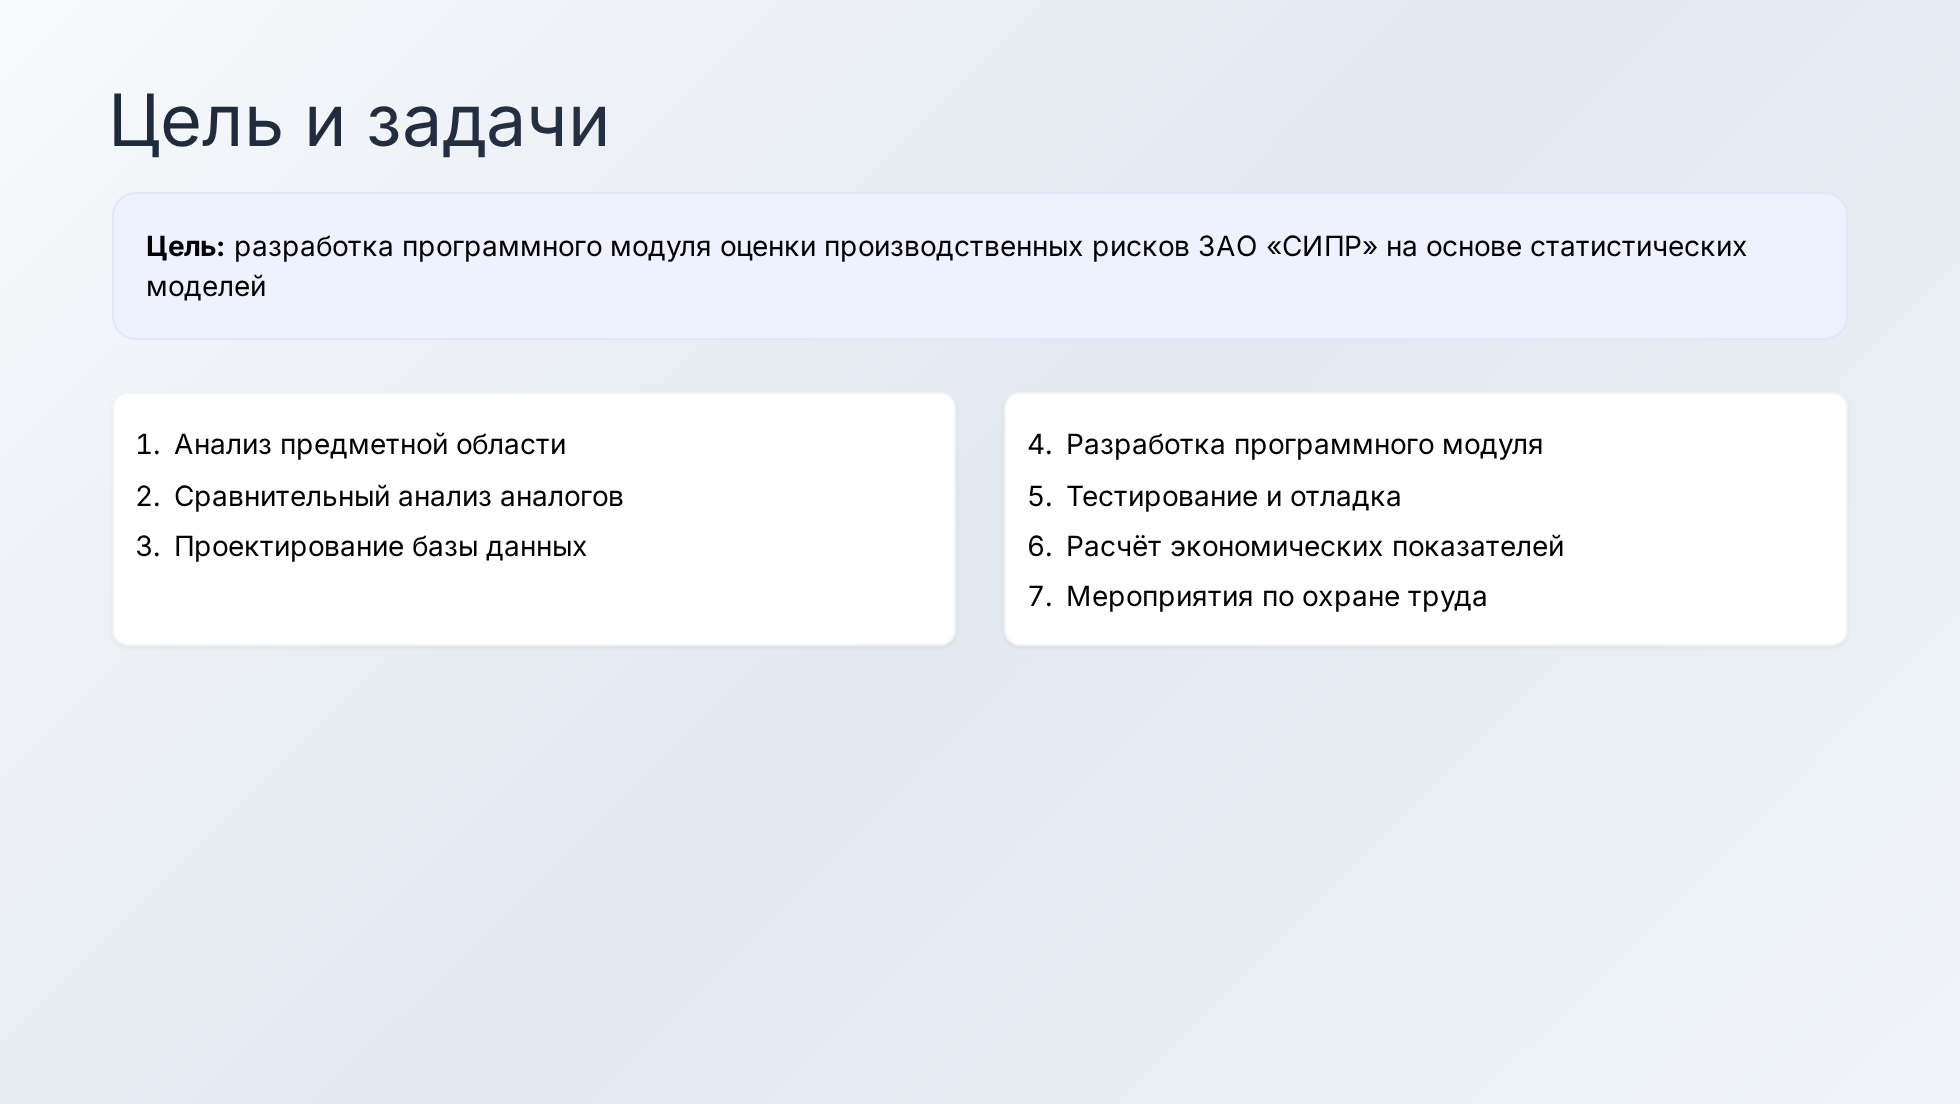 Цель и задачи
Цель: разработка программного модуля оценки производственных рисков ЗАО «СИПР» на основе статистических
моделей
1. Анализ предметной области
2. Сравнительный анализ аналогов
3. Проектирование базы данных
4. Разработка программного модуля
5. Тестирование и отладка
6. Расчёт экономических показателей
7. Мероприятия по охране труда